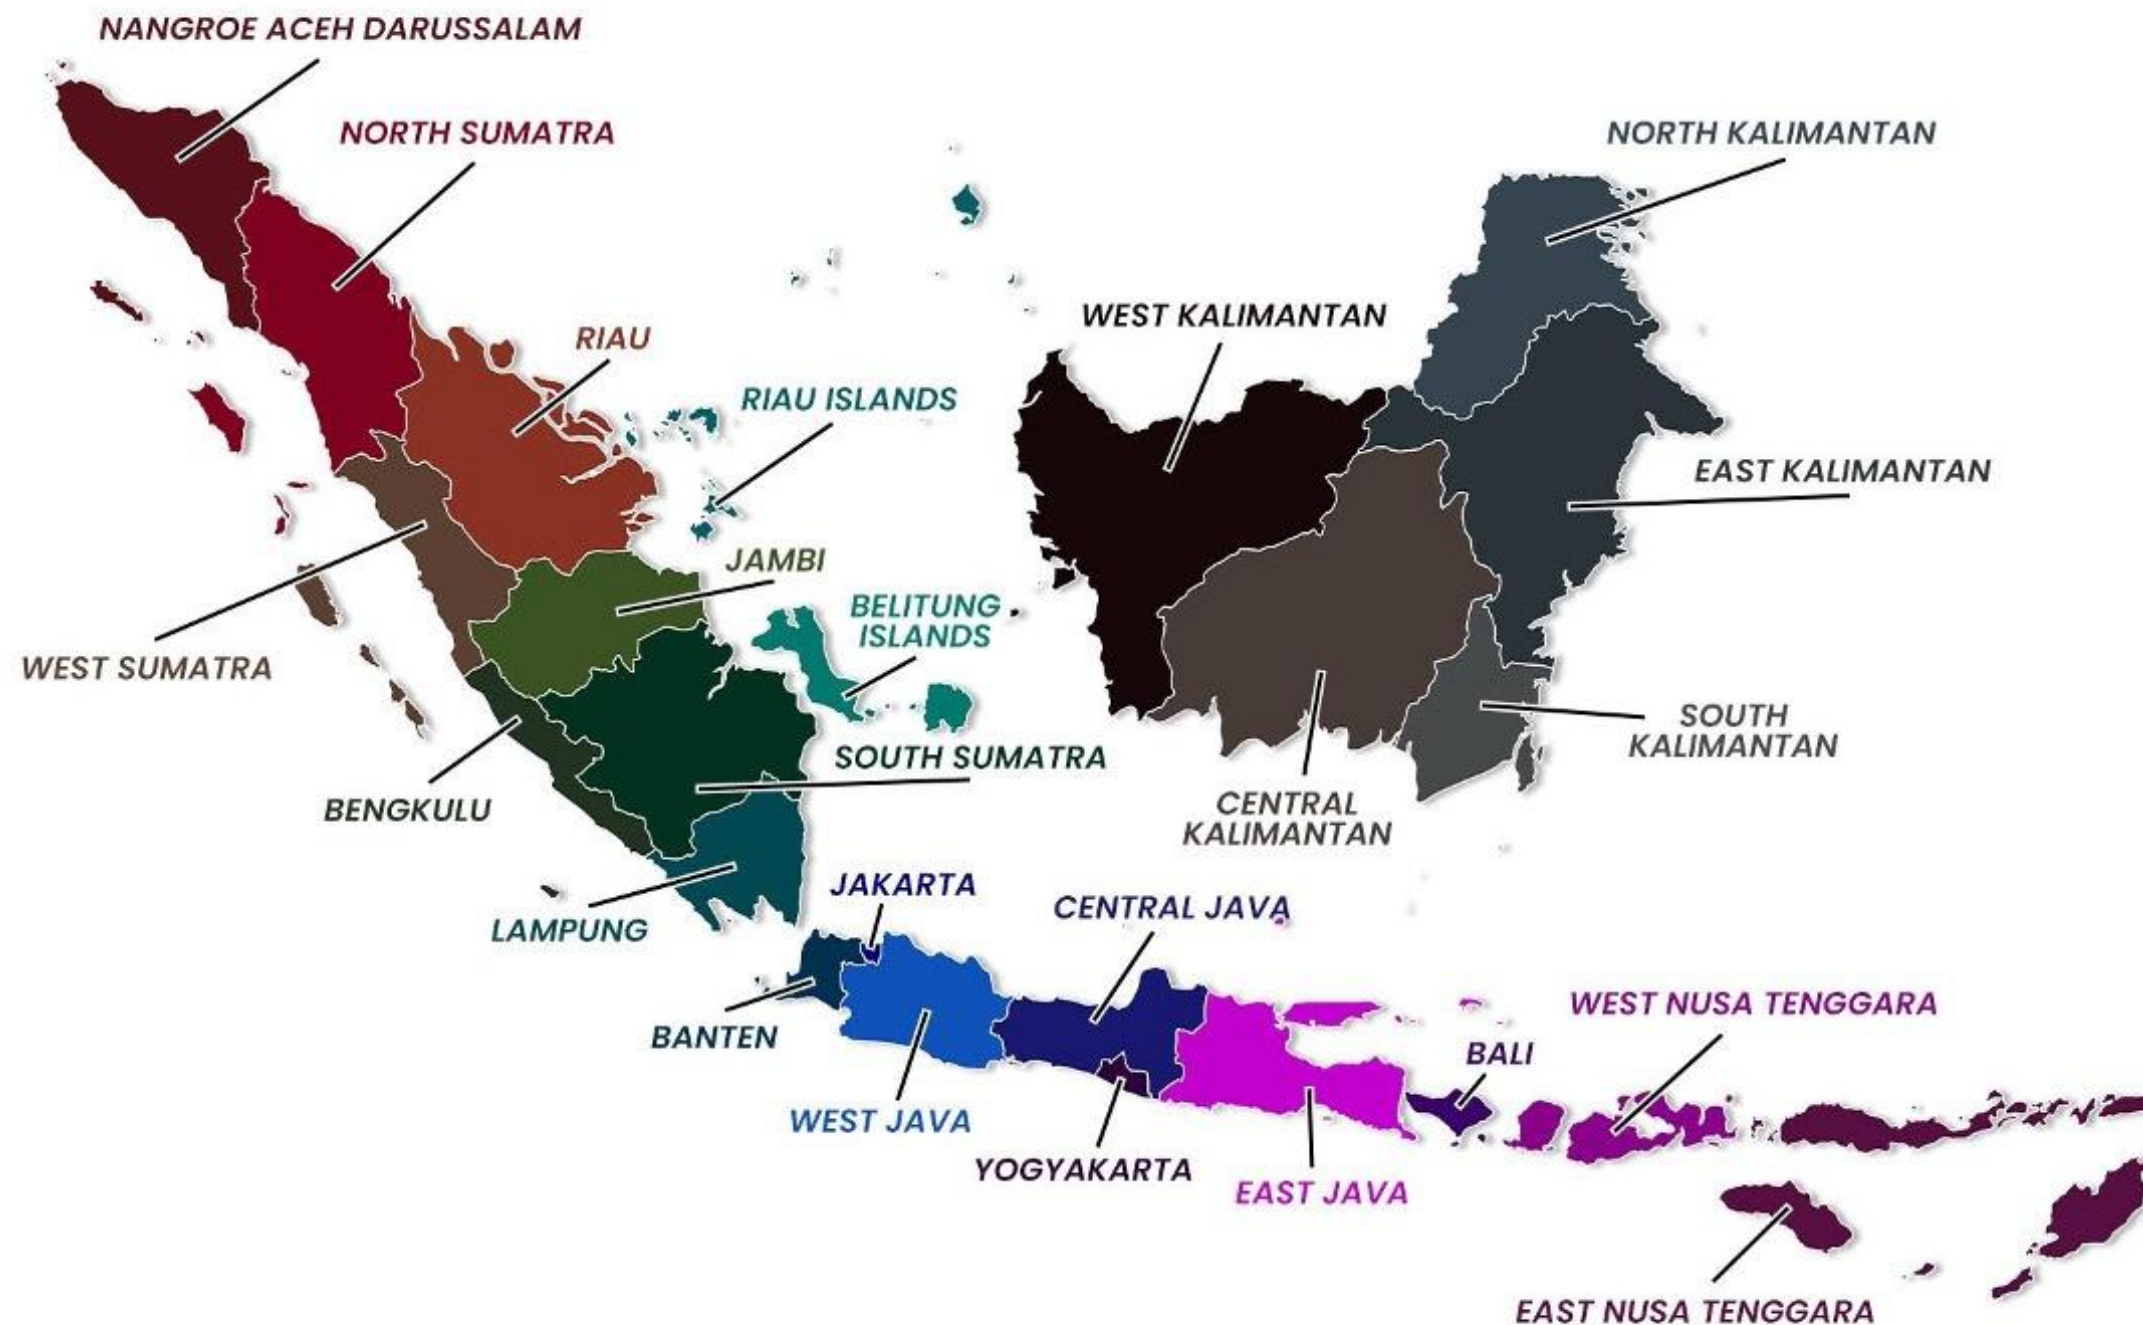 NANGROE ACEH DARUSSALAM
NORTH SUMATRA
NORTH KALIMANTAN
WEST KALIMANTAN
RIAU
RIAU ISLANDS
EAST KALIMANTAN
JAMBI
BELITUNG
ISLANDS
WEST SUMATRA
SOUTH
KALIMANTAN
SOUTH SUMATRA
BENGKULU
CENTRAL
KALIMANTAN
JAKARTA
CENTRAL JAVA
LAMPUNG
WEST NUSA TENGGARA
BANTEN
BALI
WEST JAVA
YOGYAKARTA
EAST JAVA
EAST NUSA TENGGARA